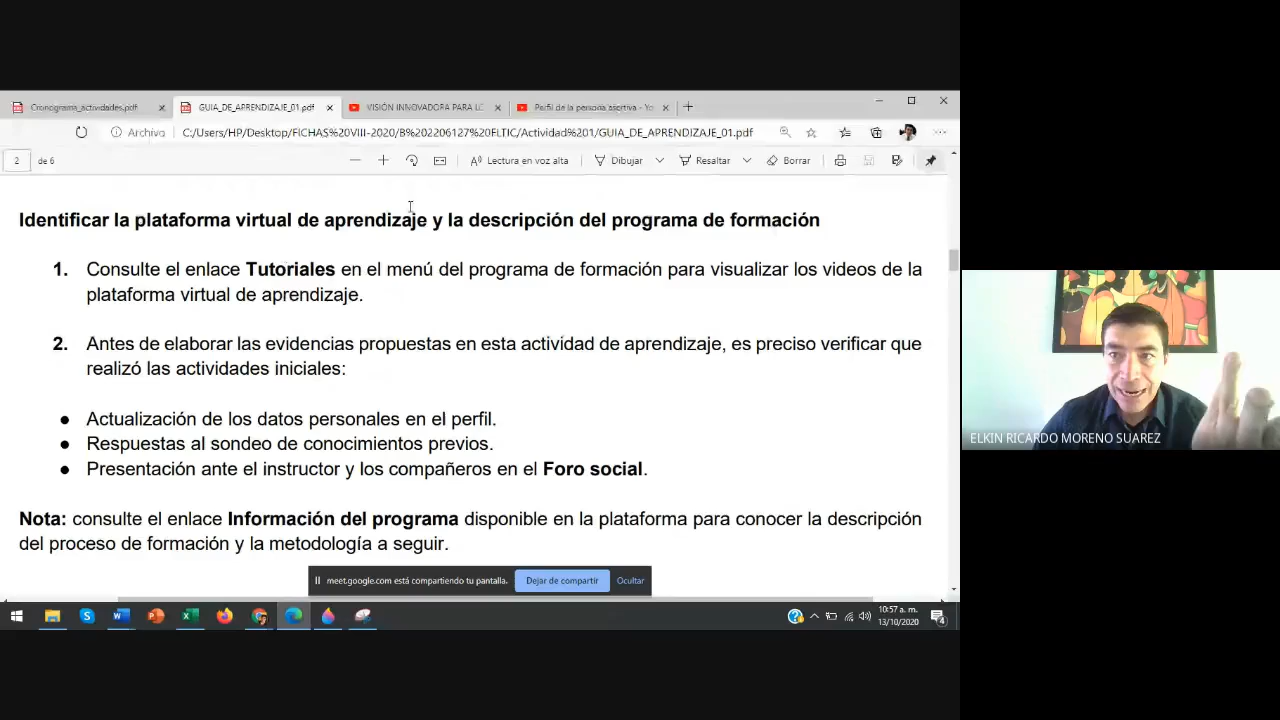 Cronograma_actividades.pdf
GUIA_DE_APRENDIZAJE_01.pdf
VISIÓN INNOVADORA PARA LC
Perfil de la persona asertiva - Yo
Archivo
C:/Users/HP/Desktop/FICHAS%20VIII-2020/B%202206127%20ELTIC/Actividad%201/GUIA_DE_APRENDIZAJE_01.pdf
2 de 6
Lectura en voz alta
Dibujar
Resaltar
Borrar
Identificar la plataforma virtual de aprendizaje y la descripción del programa de formación
1. Consulte el enlace Tutoriales en el menú del programa de formación para visualizar los videos de la
plataforma virtual de aprendizaje.
2. Antes de elaborar las evidencias propuestas en esta actividad de aprendizaje, es preciso verificar que
realizó las actividades iniciales:
● Actualización de los datos personales en el perfil.
● Respuestas al sondeo de conocimientos previos.
● Presentación ante el instructor y los compañeros en el Foro social.
Nota: consulte el enlace Información del programa disponible en la plataforma para conocer la descripción
del proceso de formación y la metodología a seguir.
meet.google.com está compartiendo tu pantalla.
Dejar de compartir
Ocultar
10:57 a. m.
13/10/2020
4
ELKIN RICARDO MORENO SUAREZ